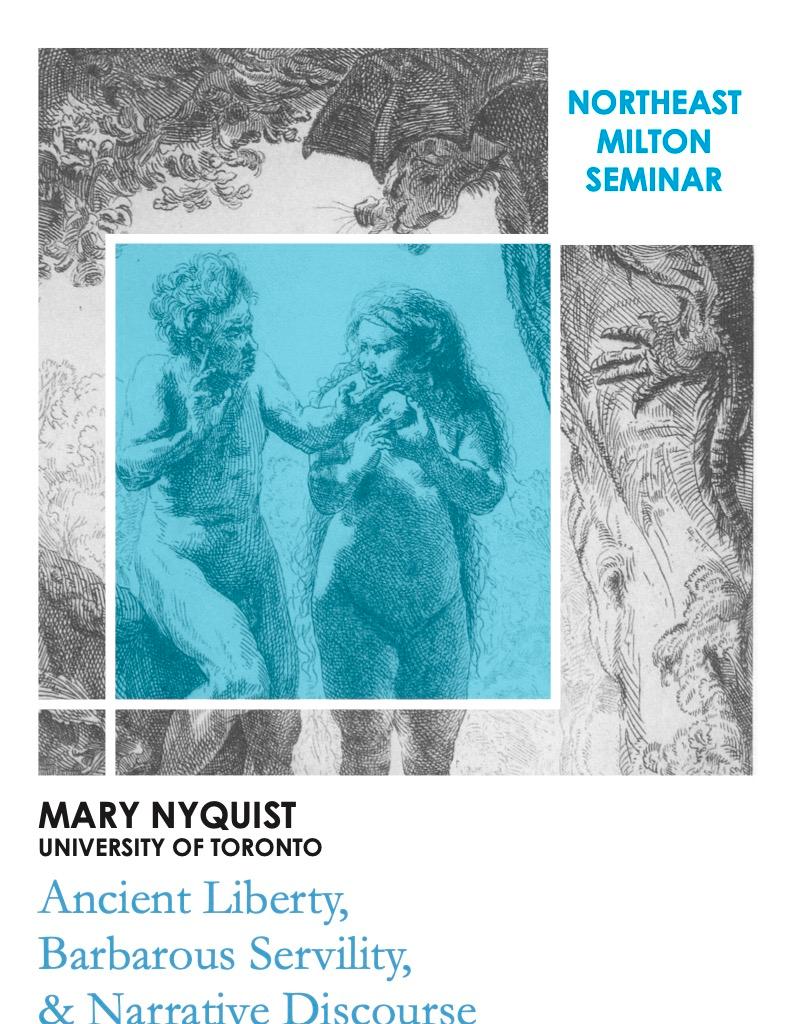 NORTHEAST
MILTON
SEMINAR
MARY NYQUIST
UNIVERSITY OF TORONTO
Ancient Liberty,
Barbarous Servility,
& Narrative Discourse